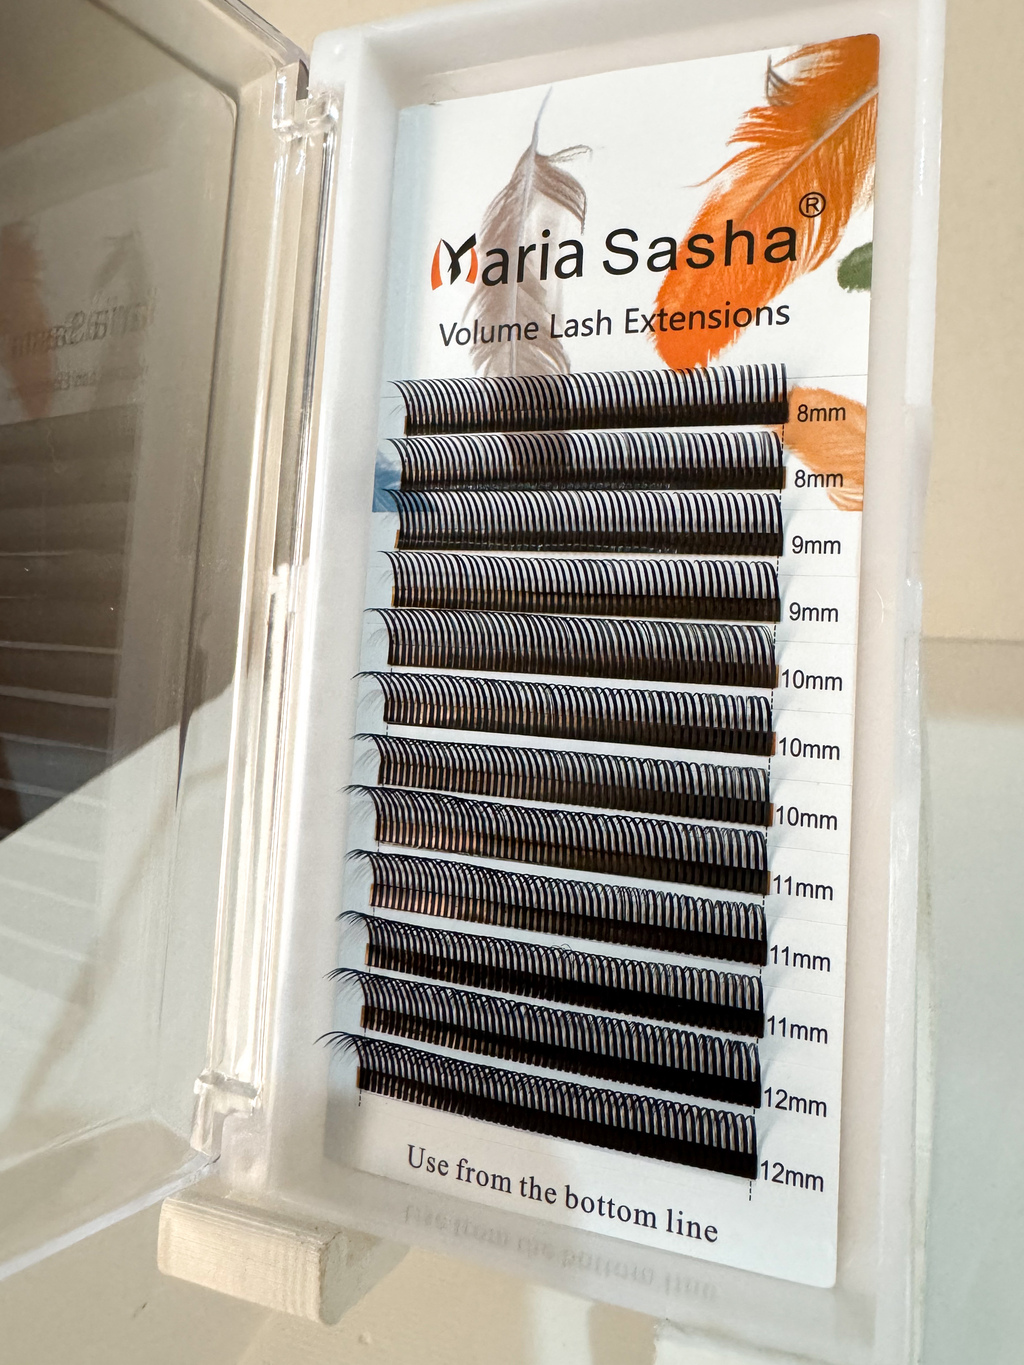 Maria Sasha®
Volume Lash Extensions
8mm
8mm
9mm
9mm
10mm
10mm
10mm
11mm
11mm
11mm
12mm
12mm
Use from the bottom line